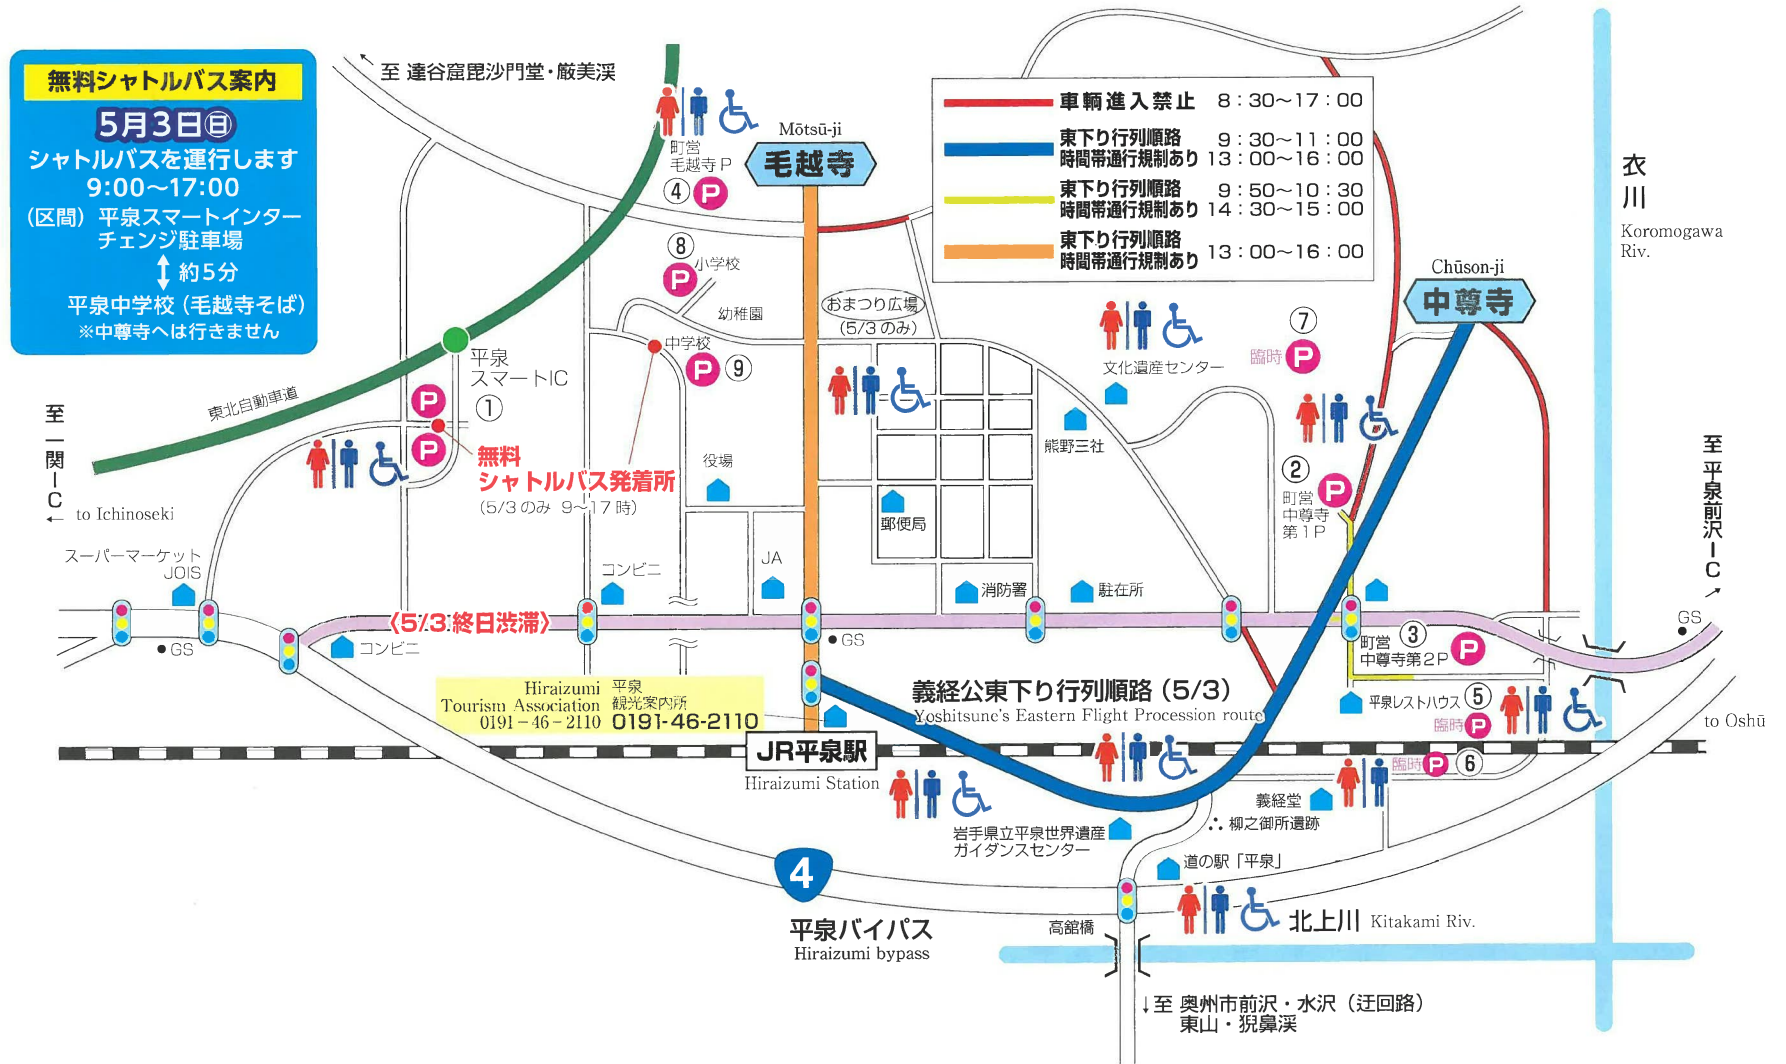 無料シャトルバス案内
5月3日㊐
シャトルバスを運行します
9:00〜17:00
（区間）平泉スマートインター
チェンジ駐車場
約5分
平泉中学校（毛越寺そば）
※中尊寺へは行きません
至 達谷窟毘沙門堂・厳美渓
町営
毛越寺 P
④ P
Mōtsū-ji
毛越寺
車輌進入禁止 8：30〜17：00
東下り行列順路 9：30〜11：00
時間帯通行規制あり 13：00〜16：00
東下り行列順路 9：50〜10：30
時間帯通行規制あり 14：30〜15：00
東下り行列順路
時間帯通行規制あり 13：00〜16：00
衣川
Koromogawa
Riv.
Chūson-ji
中尊寺
⑧
P 小学校
幼稚園
おまつり広場
(5/3 のみ)
中学校
P ⑨
平泉
スマートIC
P ①
P
東北自動車道
至 一関IC
← to Ichinoseki
無料
シャトルバス発着所
(5/3のみ 9〜17時)
役場
郵便局
文化遺産センター
熊野三社
⑦
臨時 P
②
P
町営
中尊寺
第1P
至 平泉前沢IC
スーパーマーケット
JOIS
コンビニ
JA
消防署
駐在所
〈5/3 終日渋滞〉
GS
コンビニ
GS
GS
町営 ③
中尊寺第2P P
Hiraizumi
Tourism Association
0191－46－2110
平泉
観光案内所
0191-46-2110
義経公東下り行列順路（5/3）
Yoshitsune's Eastern Flight Procession route
平泉レストハウス ⑤
臨時 P
to Oshū
JR平泉駅
Hiraizumi Station
臨時 P ⑥
義経堂
柳之御所遺跡
岩手県立平泉世界遺産
ガイダンスセンター
道の駅「平泉」
4
平泉バイパス
Hiraizumi bypass
高舘橋
北上川 Kitakami Riv.
↓至 奥州市前沢・水沢（迂回路）
東山・猊鼻渓